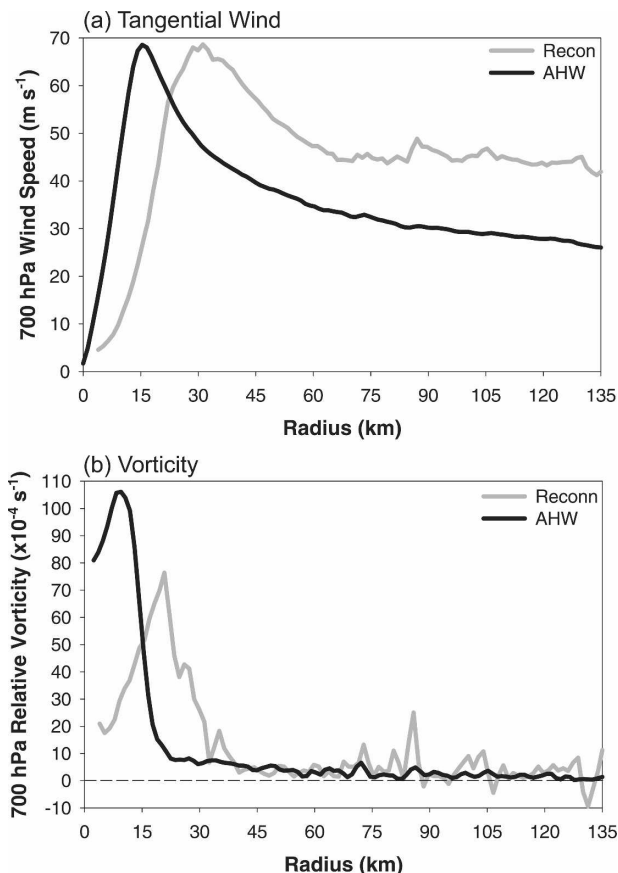 (a) Tangential Wind
70
60
50
40
30
20
10
0
700 hPa Wind Speed (m s⁻¹)
Recon
AHW
0 15 30 45 60 75 90 105 120 135
Radius (km)
(b) Vorticity
110
100
90
80
70
60
50
40
30
20
10
0
-10
700 hPa Relative Vorticity (x10⁻⁴ s⁻¹)
Reconn
AHW
0 15 30 45 60 75 90 105 120 135
Radius (km)